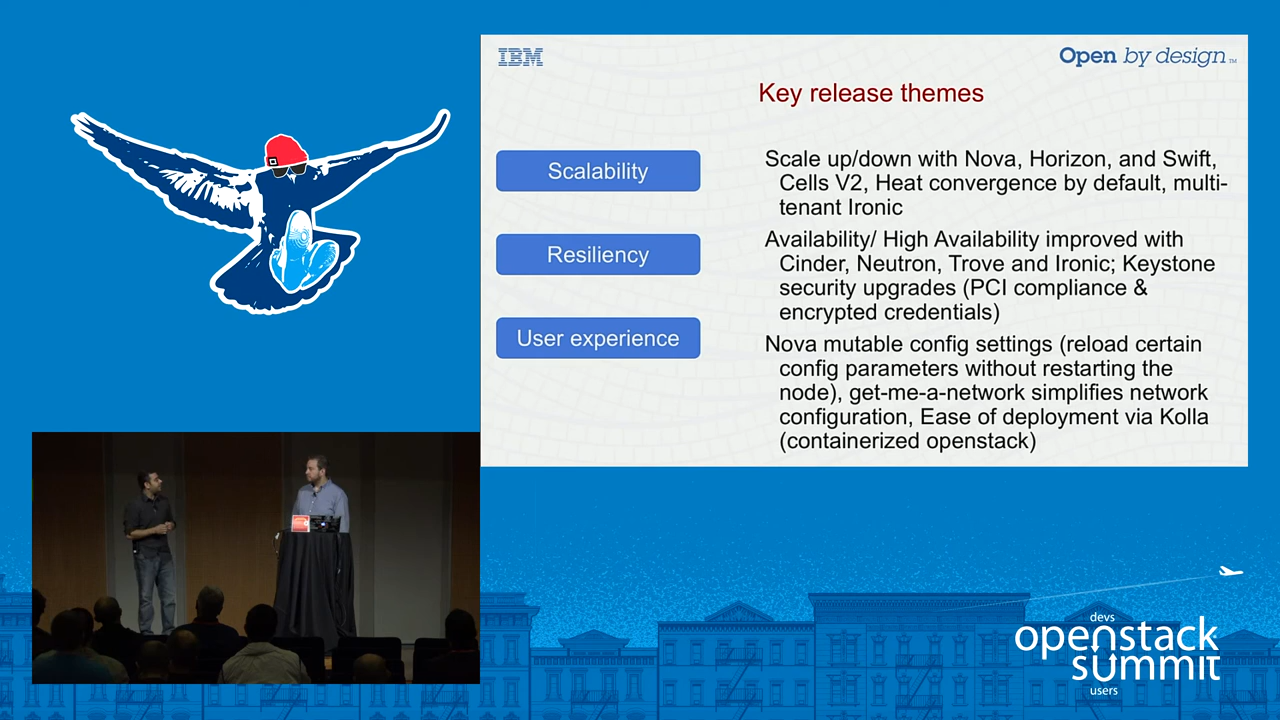 IBM
Open by design™
Key release themes
Scalability
Scale up/down with Nova, Horizon, and Swift,
Cells V2, Heat convergence by default, multi-
tenant Ironic
Resiliency
Availability/ High Availability improved with
Cinder, Neutron, Trove and Ironic; Keystone
security upgrades (PCI compliance &
encrypted credentials)
User experience
Nova mutable config settings (reload certain
config parameters without restarting the
node), get-me-a-network simplifies network
configuration, Ease of deployment via Kolla
(containerized openstack)
devs
openstack
summit
users